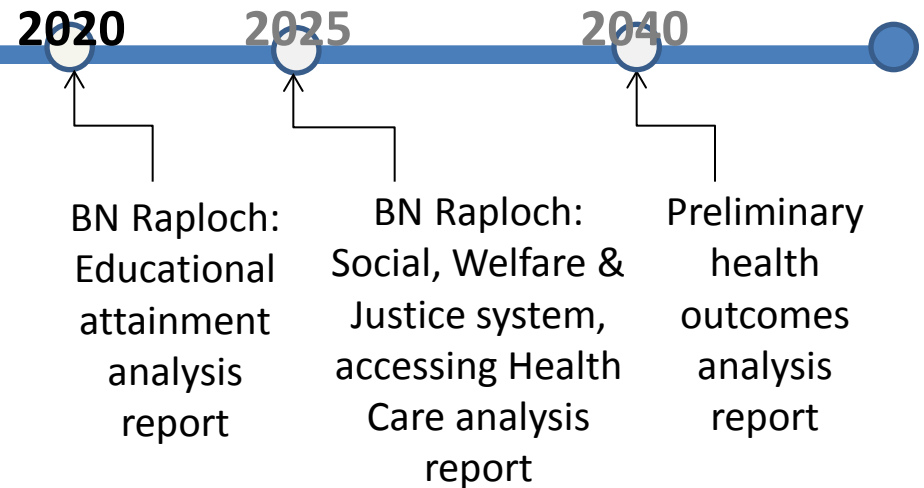 2020
2025
2040
BN Raploch:
Educational
attainment
analysis
report
BN Raploch:
Social, Welfare &
Justice system,
accessing Health
Care analysis
report
Preliminary
health
outcomes
analysis
report